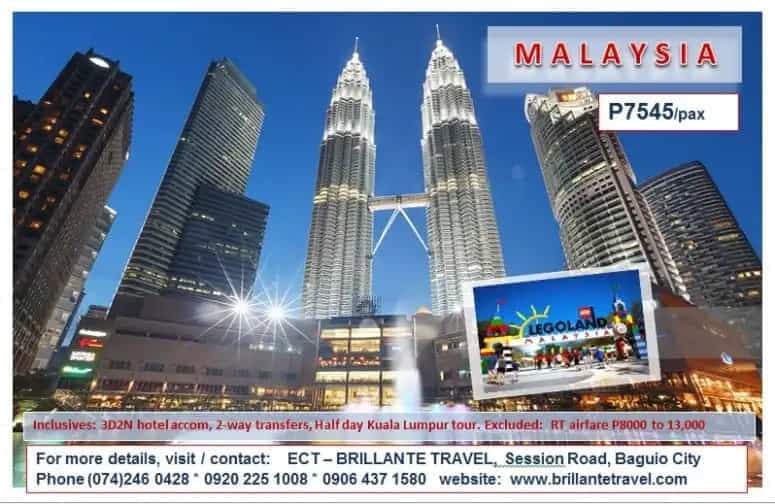 MALAYSIA
P7545/pax
LEGO
LEGOLAND
MALAYSIA
Inclusives: 3D2N hotel accom, 2-way transfers, Half day Kuala Lumpur tour. Excluded: RT airfare P8000 to 13,000
For more details, visit / contact: ECT – BRILLANTE TRAVEL, Session Road, Baguio City
Phone (074)246 0428 * 0920 225 1008 * 0906 437 1580 website: www.brillantetravel.com